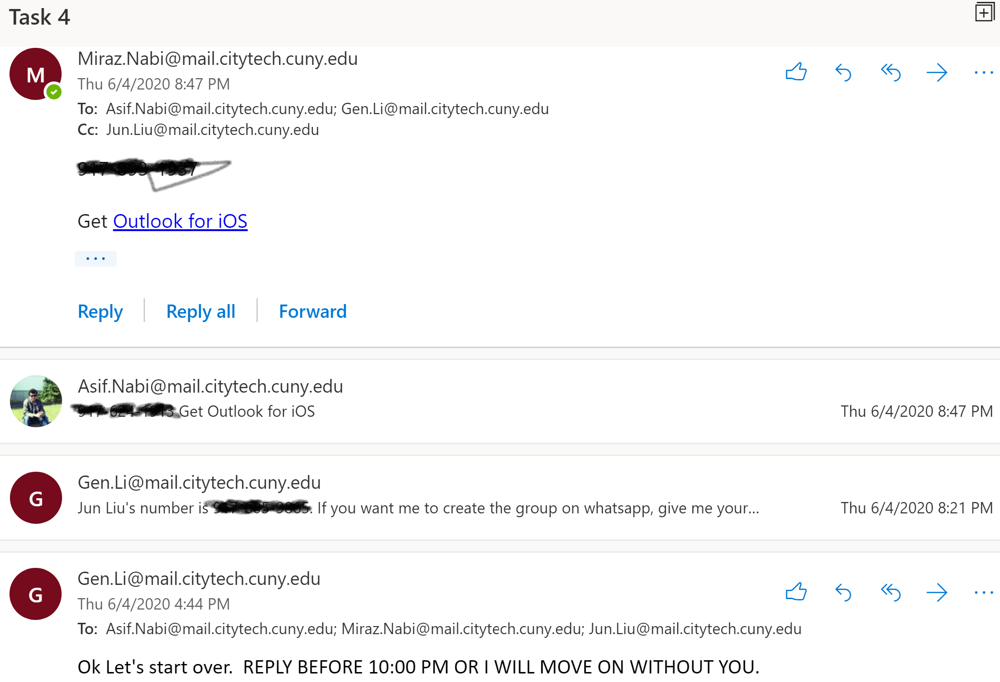 Task 4
M
Miraz.Nabi@mail.citytech.cuny.edu
Thu 6/4/2020 8:47 PM
To: Asif.Nabi@mail.citytech.cuny.edu; Gen.Li@mail.citytech.cuny.edu
Cc: Jun.Liu@mail.citytech.cuny.edu
Get Outlook for iOS
...
Reply Reply all Forward
Asif.Nabi@mail.citytech.cuny.edu
Get Outlook for iOS Thu 6/4/2020 8:47 PM
G
Gen.Li@mail.citytech.cuny.edu
Jun Liu's number is . If you want me to create the group on whatsapp, give me your... Thu 6/4/2020 8:21 PM
G
Gen.Li@mail.citytech.cuny.edu
Thu 6/4/2020 4:44 PM
To: Asif.Nabi@mail.citytech.cuny.edu; Miraz.Nabi@mail.citytech.cuny.edu; Jun.Liu@mail.citytech.cuny.edu
Ok Let's start over. REPLY BEFORE 10:00 PM OR I WILL MOVE ON WITHOUT YOU.